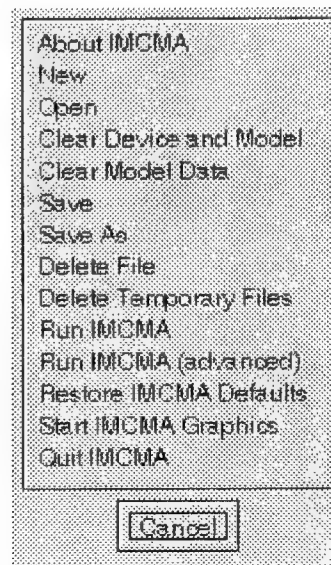 About IMCMA
New
Open
Clear Device and Model
Clear Model Data
Save
Save As
Delete File
Delete Temporary Files
Run IMCMA
Run IMCMA (advanced)
Restore IMCMA Defaults
Start IMCMA Graphics
Quit IMCMA
Cancel